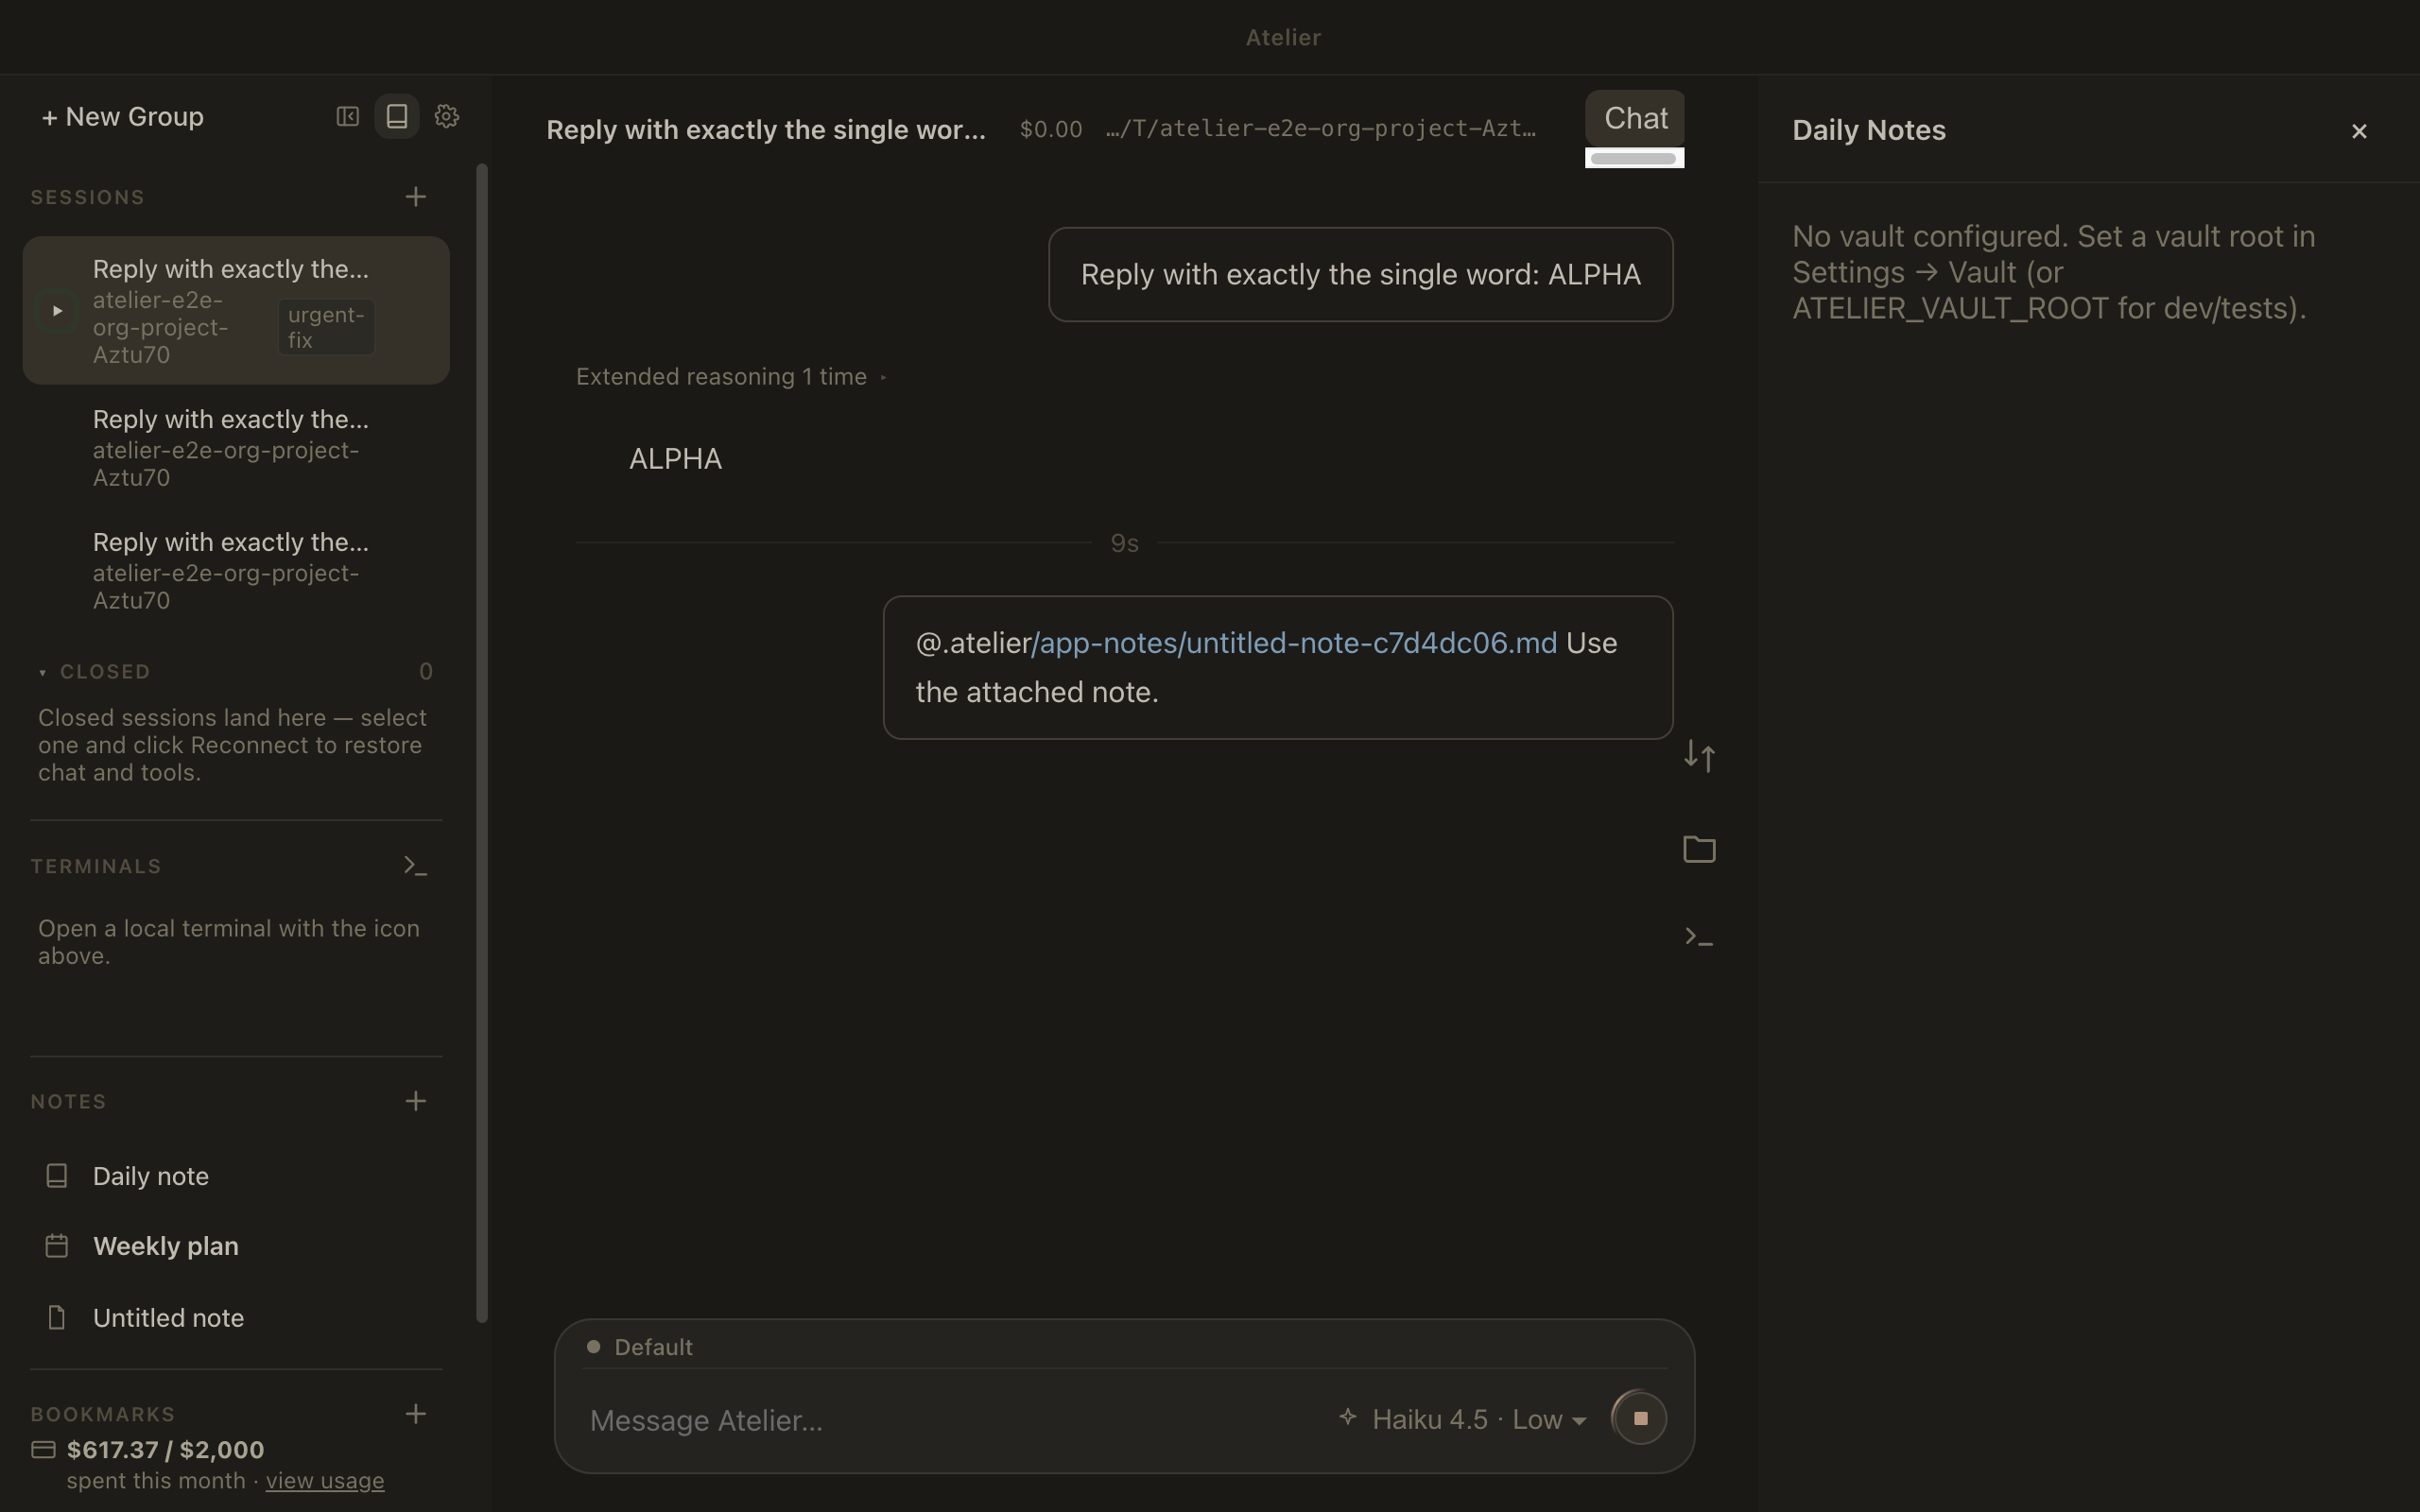 Atelier
+ New Group
SESSIONS
Reply with exactly the...
atelier-e2e-
org-project-
Aztu70
urgent-
fix
Reply with exactly the...
atelier-e2e-org-project-
Aztu70
Reply with exactly the...
atelier-e2e-org-project-
Aztu70
CLOSED 0
Closed sessions land here — select
one and click Reconnect to restore
chat and tools.
TERMINALS
Open a local terminal with the icon
above.
NOTES
Daily note
Weekly plan
Untitled note
BOOKMARKS
$617.37 / $2,000
spent this month · view usage
Reply with exactly the single wor... $0.00 …/T/atelier-e2e-org-project-Azt… Chat
Reply with exactly the single word: ALPHA
Extended reasoning 1 time
ALPHA
9s
@.atelier/app-notes/untitled-note-c7d4dc06.md Use
the attached note.
Default
Message Atelier...
Haiku 4.5 · Low
Daily Notes
No vault configured. Set a vault root in
Settings → Vault (or
ATELIER_VAULT_ROOT for dev/tests).